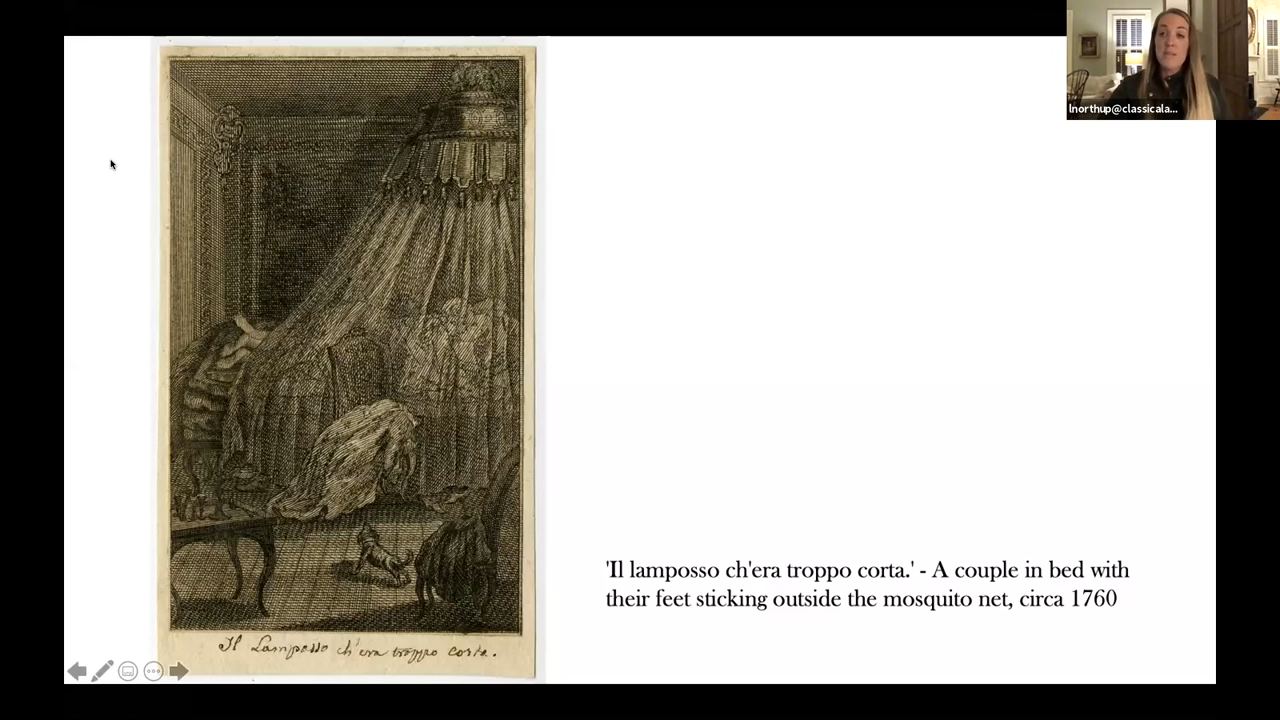 lnorthup@classicala...
'Il lamposso ch'era troppo corta.' - A couple in bed with
their feet sticking outside the mosquito net, circa 1760
Il Lamposso ch'era troppo corta.